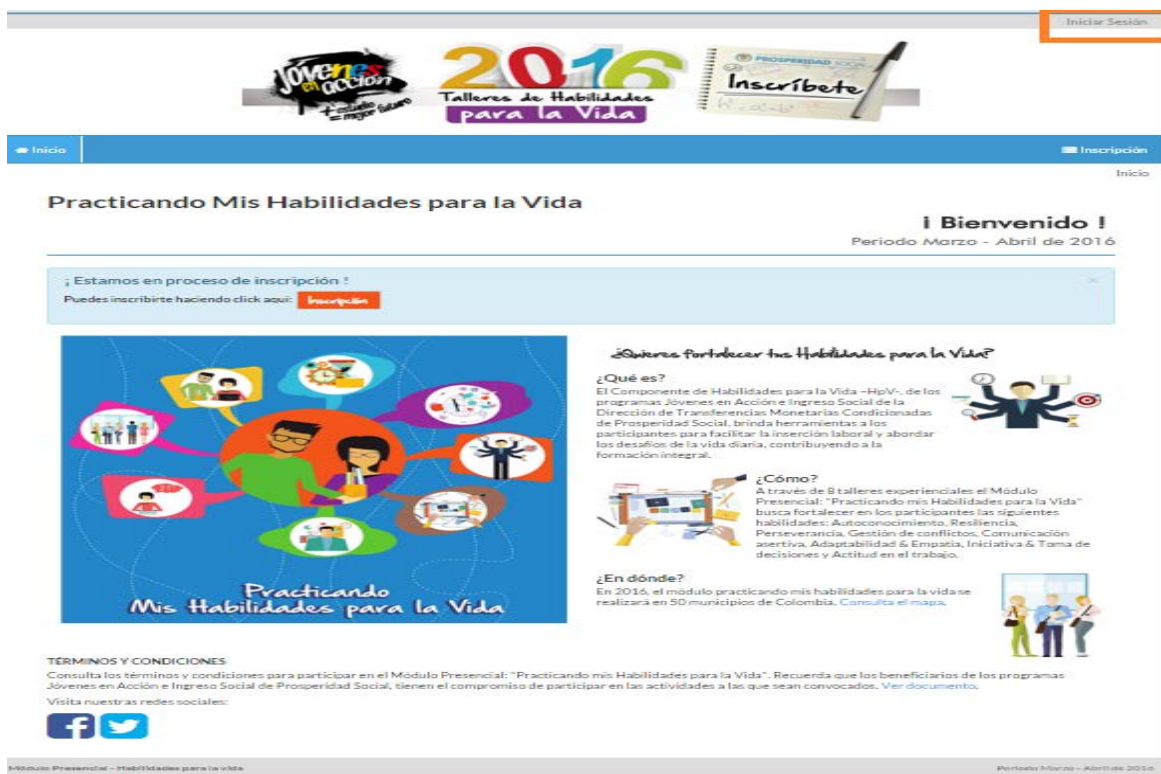 Iniciar Sesión
Jóvenes en acción
+ estudio = mejor futuro
2016
Talleres de Habilidades
para la Vida
PROSPERIDAD SOCIAL
Inscríbete
Inicio
Inscripción
Inicio
Practicando Mis Habilidades para la Vida
¡ Bienvenido !
Periodo Marzo - Abril de 2016
¡ Estamos en proceso de inscripción !
Puedes inscribirte haciendo click aqui: Inscripción
¿Quieres fortalecer tus Habilidades para la Vida?
¿Qué es?
El Componente de Habilidades para la Vida –HpV-, de los
programas Jóvenes en Acción e Ingreso Social de la
Dirección de Transferencias Monetarias Condicionadas
de Prosperidad Social, brinda herramientas a los
participantes para facilitar la inserción laboral y abordar
los desafíos de la vida diaria, contribuyendo a la
formación integral.
¿Cómo?
A través de 8 talleres experienciales el Módulo
Presencial: "Practicando mis Habilidades para la Vida"
busca fortalecer en los participantes las siguientes
habilidades: Autoconocimiento, Resiliencia,
Perseverancia, Gestión de conflictos, Comunicación
asertiva, Adaptabilidad & Empatía, Iniciativa & Toma de
decisiones y Actitud en el trabajo.
¿En dónde?
En 2016, el módulo practicando mis habilidades para la vida se
realizará en 50 municipios de Colombia. Consulta el mapa.
Practicando
Mis Habilidades para la Vida
TÉRMINOS Y CONDICIONES
Consulta los términos y condiciones para participar en el Módulo Presencial: "Practicando mis Habilidades para la Vida". Recuerda que los beneficiarios de los programas
Jóvenes en Acción e Ingreso Social de Prosperidad Social, tienen el compromiso de participar en las actividades a las que sean convocados. Ver documento.
Visita nuestras redes sociales:
Módulo Presencial - Habilidades para la vida
Periodo Marzo - Abril de 2016